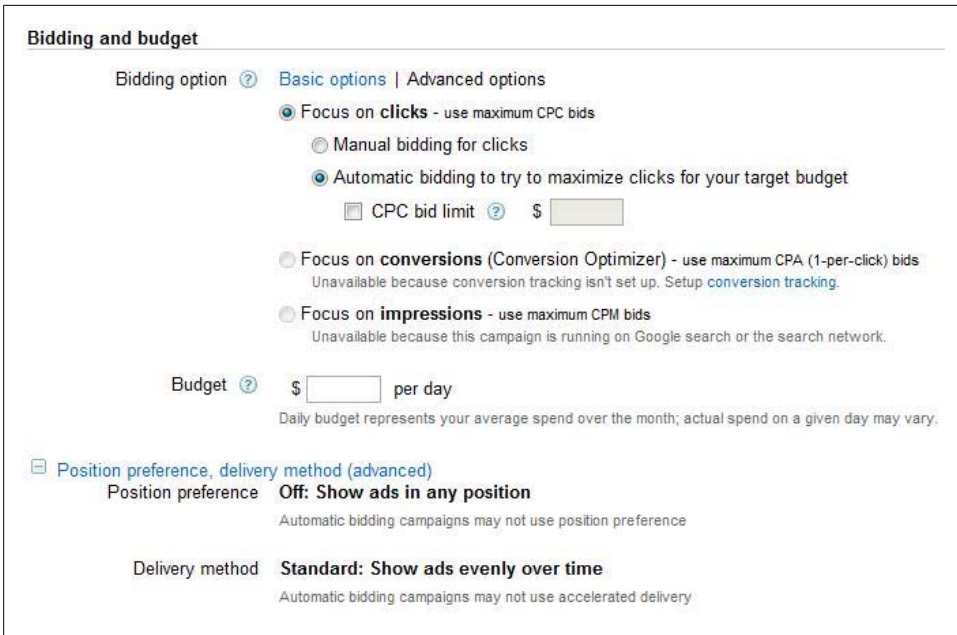 Bidding and budget
Bidding option ? Basic options | Advanced options
Focus on clicks - use maximum CPC bids
Manual bidding for clicks
Automatic bidding to try to maximize clicks for your target budget
CPC bid limit ? $
Focus on conversions (Conversion Optimizer) - use maximum CPA (1-per-click) bids
Unavailable because conversion tracking isn't set up. Setup conversion tracking.
Focus on impressions - use maximum CPM bids
Unavailable because this campaign is running on Google search or the search network.
Budget ? $ per day
Daily budget represents your average spend over the month; actual spend on a given day may vary.
Position preference, delivery method (advanced)
Position preference Off: Show ads in any position
Automatic bidding campaigns may not use position preference
Delivery method Standard: Show ads evenly over time
Automatic bidding campaigns may not use accelerated delivery